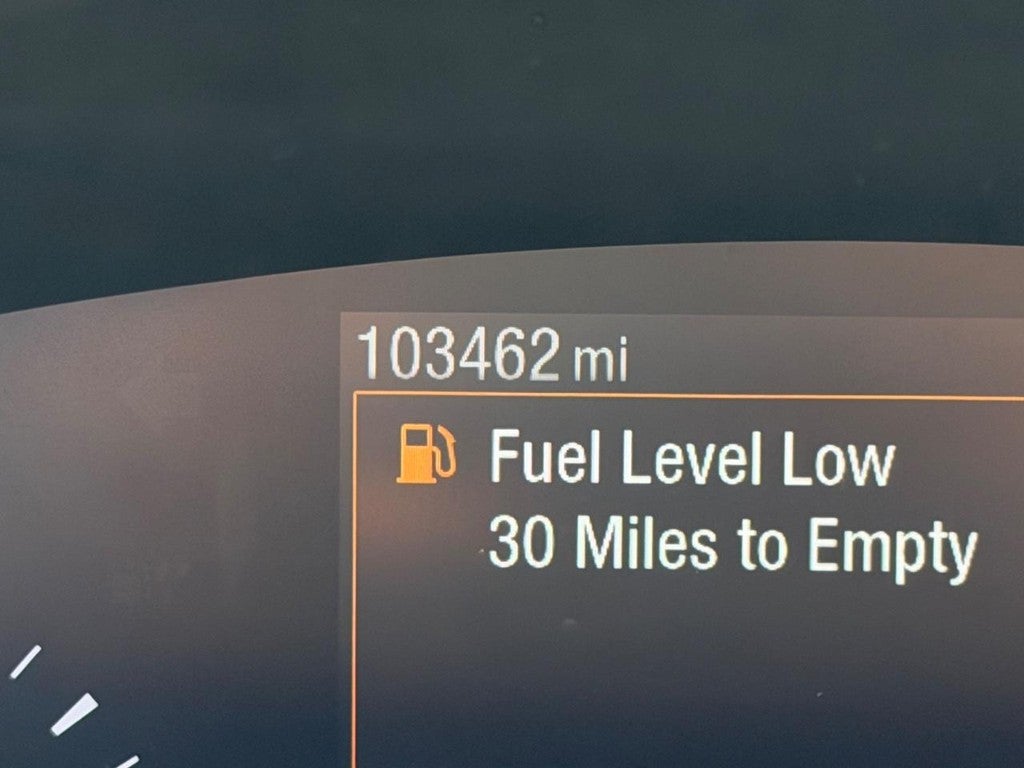 103462 mi
Fuel Level Low
30 Miles to Empty